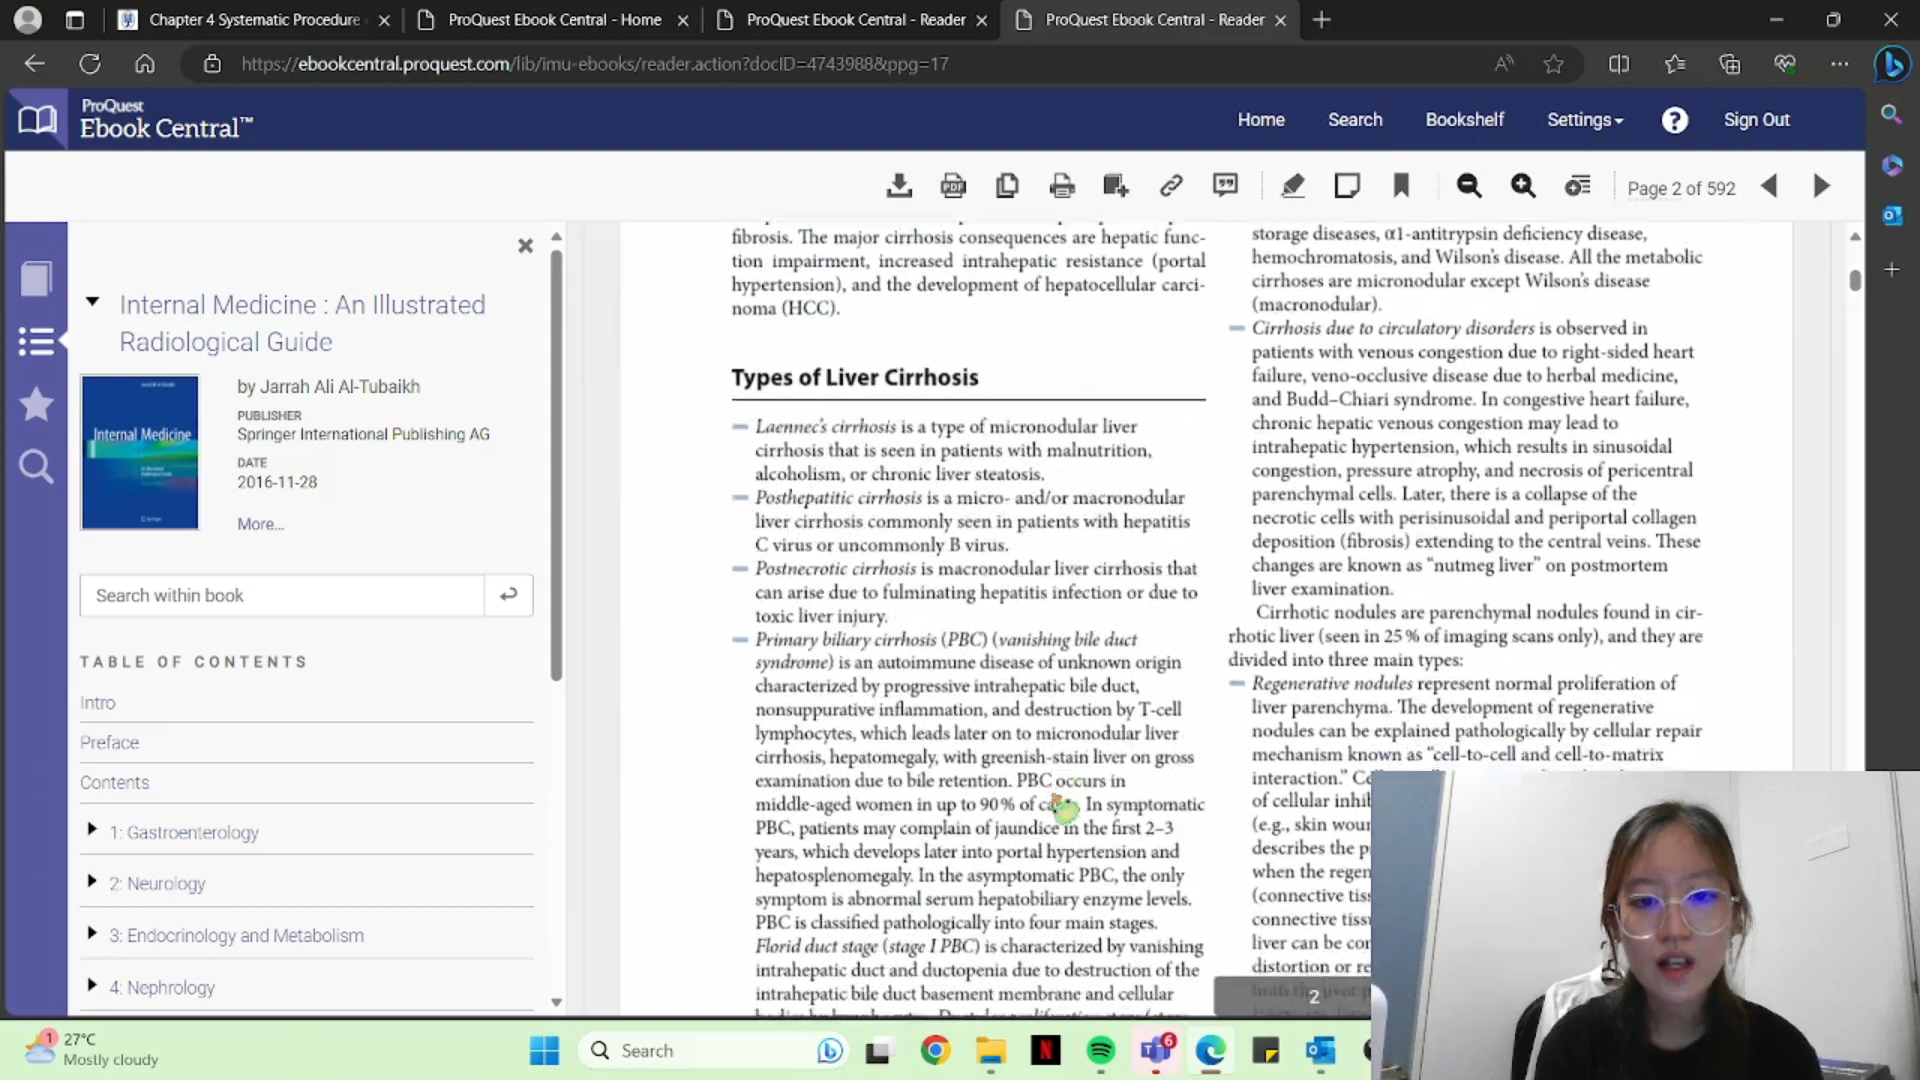 Chapter 4 Systematic Procedure
ProQuest Ebook Central - Home
ProQuest Ebook Central - Reader
ProQuest Ebook Central - Reader
https://ebookcentral.proquest.com/lib/imu-ebooks/reader.action?docID=4743988&ppg=17
ProQuest
Ebook Central™
Home
Search
Bookshelf
Settings
Sign Out
PDF
Page 2 of 592
Internal Medicine : An Illustrated
Radiological Guide
Internal Medicine
by Jarrah Ali Al-Tubaikh
PUBLISHER
Springer International Publishing AG
DATE
2016-11-28
More...
Search within book
TABLE OF CONTENTS
Intro
Preface
Contents
1: Gastroenterology
2: Neurology
3: Endocrinology and Metabolism
4: Nephrology
fibrosis. The major cirrhosis consequences are hepatic func-
tion impairment, increased intrahepatic resistance (portal
hypertension), and the development of hepatocellular carci-
noma (HCC).
Types of Liver Cirrhosis
Laennec's cirrhosis is a type of micronodular liver
cirrhosis that is seen in patients with malnutrition,
alcoholism, or chronic liver steatosis.
Posthepatitic cirrhosis is a micro- and/or macronodular
liver cirrhosis commonly seen in patients with hepatitis
C virus or uncommonly B virus.
Postnecrotic cirrhosis is macronodular liver cirrhosis that
can arise due to fulminating hepatitis infection or due to
toxic liver injury.
Primary biliary cirrhosis (PBC) (vanishing bile duct
syndrome) is an autoimmune disease of unknown origin
characterized by progressive intrahepatic bile duct,
nonsuppurative inflammation, and destruction by T-cell
lymphocytes, which leads later on to micronodular liver
cirrhosis, hepatomegaly, with greenish-stain liver on gross
examination due to bile retention. PBC occurs in
middle-aged women in up to 90 % of In symptomatic
PBC, patients may complain of jaundice in the first 2–3
years, which develops later into portal hypertension and
hepatosplenomegaly. In the asymptomatic PBC, the only
symptom is abnormal serum hepatobiliary enzyme levels.
PBC is classified pathologically into four main stages.
Florid duct stage (stage I PBC) is characterized by vanishing
intrahepatic duct and ductopenia due to destruction of the
intrahepatic bile duct basement membrane and cellular
storage diseases, α1-antitrypsin deficiency disease,
hemochromatosis, and Wilson's disease. All the metabolic
cirrhoses are micronodular except Wilson's disease
(macronodular).
Cirrhosis due to circulatory disorders is observed in
patients with venous congestion due to right-sided heart
failure, veno-occlusive disease due to herbal medicine,
and Budd–Chiari syndrome. In congestive heart failure,
chronic hepatic venous congestion may lead to
intrahepatic hypertension, which results in sinusoidal
congestion, pressure atrophy, and necrosis of pericentral
parenchymal cells. Later, there is a collapse of the
necrotic cells with perisinusoidal and periportal collagen
deposition (fibrosis) extending to the central veins. These
changes are known as “nutmeg liver” on postmortem
liver examination.
Cirrhotic nodules are parenchymal nodules found in cir-
rhotic liver (seen in 25 % of imaging scans only), and they are
divided into three main types:
Regenerative nodules represent normal proliferation of
liver parenchyma. The development of regenerative
nodules can be explained pathologically by cellular repair
mechanism known as “cell-to-cell and cell-to-matrix
interaction.”
of cellular
(e.g., skin
describes the
when the
(connective
connective
liver can be
distortion or
2
1
27°C
Mostly cloudy
Search
6